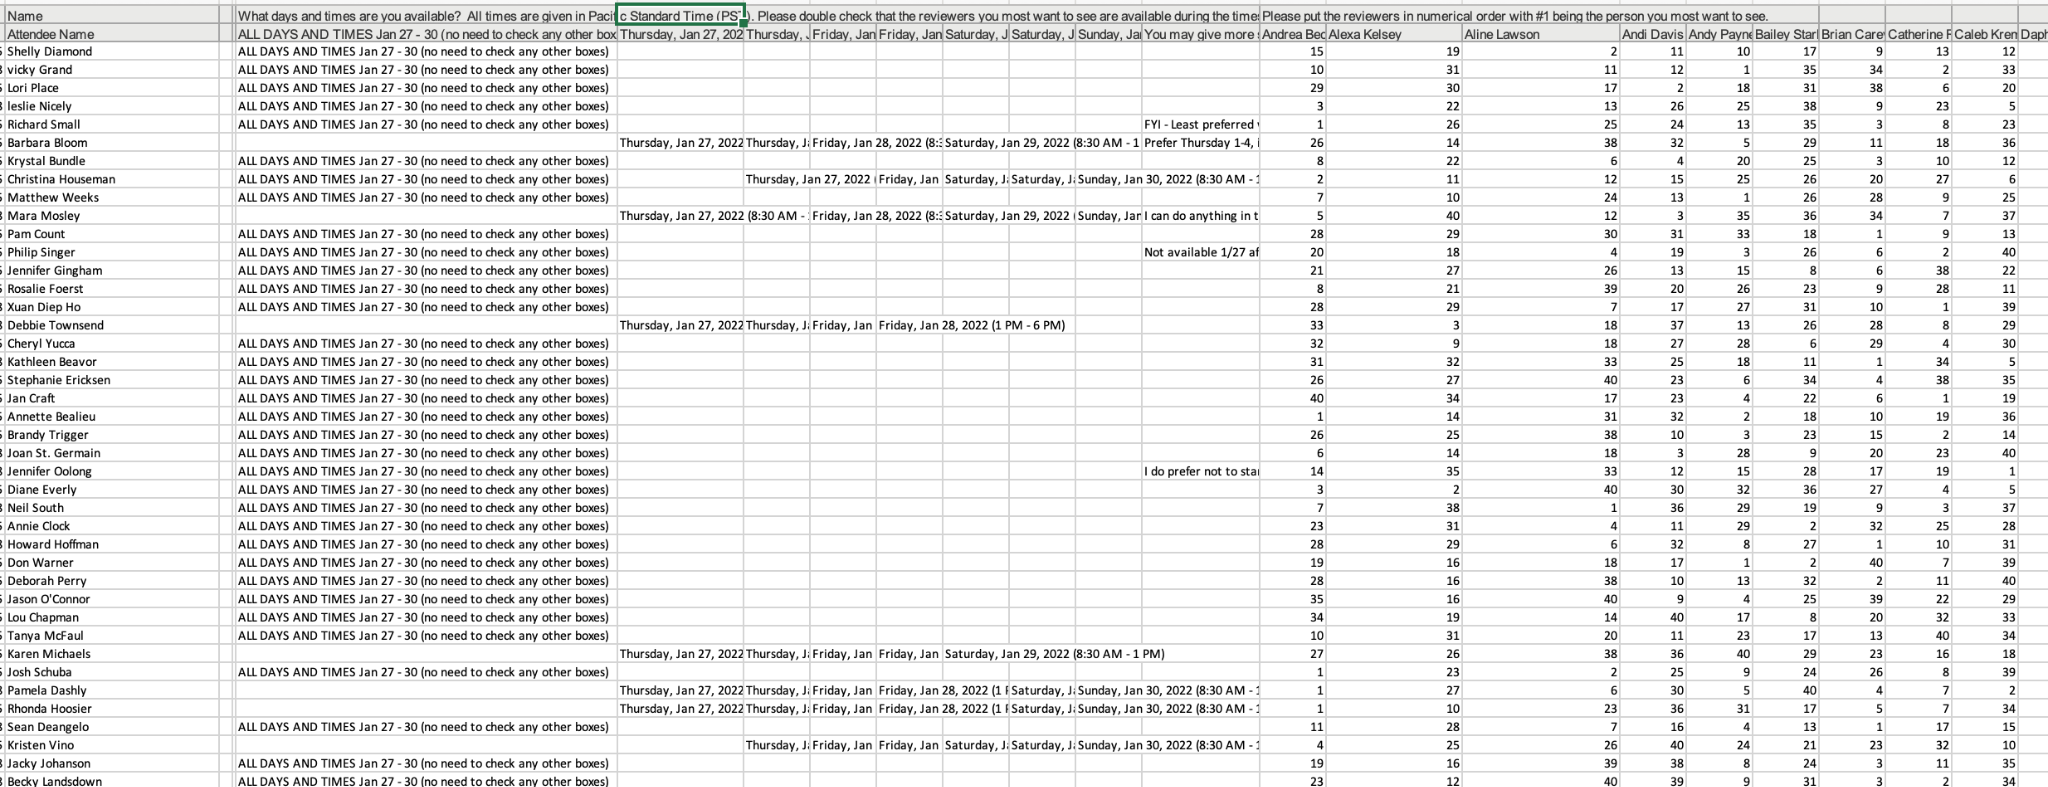 Name What days and times are you available? All times are given in Pacific Standard Time (PST). Please double check that the reviewers you most want to see are available during the times Please put the reviewers in numerical order with #1 being the person you most want to see.
Attendee Name ALL DAYS AND TIMES Jan 27 - 30 (no need to check any other box Thursday, Jan 27, 202 Thursday, J Friday, Jan Friday, Jan Saturday, J Saturday, J Sunday, Jan You may give more s Andrea Bec Alexa Kelsey Aline Lawson Andi Davis Andy Payne Bailey Starl Brian Care Catherine F Caleb Kren Daph
Shelly Diamond ALL DAYS AND TIMES Jan 27 - 30 (no need to check any other boxes) 15 19 2 11 10 17 9 13 12
vicky Grand ALL DAYS AND TIMES Jan 27 - 30 (no need to check any other boxes) 10 31 11 12 1 35 34 2 33
Lori Place ALL DAYS AND TIMES Jan 27 - 30 (no need to check any other boxes) 29 30 17 2 18 31 38 6 20
leslie Nicely ALL DAYS AND TIMES Jan 27 - 30 (no need to check any other boxes) 3 22 13 26 25 38 9 23 5
Richard Small ALL DAYS AND TIMES Jan 27 - 30 (no need to check any other boxes) FYI - Least preferred 1 26 25 24 13 35 3 8 23
Barbara Bloom Thursday, Jan 27, 2022 Thursday, J Friday, Jan 28, 2022 (8:3 Saturday, Jan 29, 2022 (8:30 AM - 1 Prefer Thursday 1-4, i 26 14 38 32 5 29 11 18 36
Krystal Bundle ALL DAYS AND TIMES Jan 27 - 30 (no need to check any other boxes) 8 22 6 4 20 25 3 10 12
Christina Houseman Thursday, Jan 27, 2022 ( Friday, Jan Saturday, J Saturday, J Sunday, Jan 30, 2022 (8:30 AM - 1 2 11 12 15 25 26 20 27 6
Matthew Weeks ALL DAYS AND TIMES Jan 27 - 30 (no need to check any other boxes) 7 10 24 13 1 26 28 9 25
Mara Mosley Thursday, Jan 27, 2022 (8:30 AM - Friday, Jan 28, 2022 (8:3 Saturday, Jan 29, 2022 ( Sunday, Jan I can do anything in t 5 40 12 3 35 36 34 7 37
Pam Count ALL DAYS AND TIMES Jan 27 - 30 (no need to check any other boxes) 28 29 30 31 33 18 1 9 13
Philip Singer ALL DAYS AND TIMES Jan 27 - 30 (no need to check any other boxes) Not available 1/27 af 20 18 4 19 3 26 6 2 40
Jennifer Gingham ALL DAYS AND TIMES Jan 27 - 30 (no need to check any other boxes) 21 27 26 13 15 8 6 38 22
Rosalie Foerst ALL DAYS AND TIMES Jan 27 - 30 (no need to check any other boxes) 8 21 39 20 26 23 9 28 11
Xuan Diep Ho ALL DAYS AND TIMES Jan 27 - 30 (no need to check any other boxes) 28 29 7 17 27 31 10 1 39
Debbie Townsend Thursday, Jan 27, 2022 Thursday, J Friday, Jan Friday, Jan 28, 2022 (1 PM - 6 PM) 33 3 18 37 13 26 28 8 29
Cheryl Yucca ALL DAYS AND TIMES Jan 27 - 30 (no need to check any other boxes) 32 9 18 27 28 6 29 4 30
Kathleen Beavor ALL DAYS AND TIMES Jan 27 - 30 (no need to check any other boxes) 31 32 33 25 18 11 1 34 5
Stephanie Ericksen ALL DAYS AND TIMES Jan 27 - 30 (no need to check any other boxes) 26 27 40 23 6 34 4 38 35
Jan Craft ALL DAYS AND TIMES Jan 27 - 30 (no need to check any other boxes) 40 34 17 23 4 22 6 1 19
Annette Bealieu ALL DAYS AND TIMES Jan 27 - 30 (no need to check any other boxes) 1 14 31 32 2 18 10 19 36
Brandy Trigger ALL DAYS AND TIMES Jan 27 - 30 (no need to check any other boxes) 26 25 38 10 3 23 15 2 14
Joan St. Germain ALL DAYS AND TIMES Jan 27 - 30 (no need to check any other boxes) 6 14 18 3 28 9 20 23 40
Jennifer Oolong ALL DAYS AND TIMES Jan 27 - 30 (no need to check any other boxes) I do prefer not to star 14 35 33 12 15 28 17 19 1
Diane Everly ALL DAYS AND TIMES Jan 27 - 30 (no need to check any other boxes) 3 2 40 30 32 36 27 4 5
Neil South ALL DAYS AND TIMES Jan 27 - 30 (no need to check any other boxes) 7 38 1 36 29 19 9 3 37
Annie Clock ALL DAYS AND TIMES Jan 27 - 30 (no need to check any other boxes) 23 31 4 11 29 2 32 25 28
Howard Hoffman ALL DAYS AND TIMES Jan 27 - 30 (no need to check any other boxes) 28 29 6 32 8 27 1 10 31
Don Warner ALL DAYS AND TIMES Jan 27 - 30 (no need to check any other boxes) 19 16 18 17 1 2 40 7 39
Deborah Perry ALL DAYS AND TIMES Jan 27 - 30 (no need to check any other boxes) 28 16 38 10 13 32 2 11 40
Jason O'Connor ALL DAYS AND TIMES Jan 27 - 30 (no need to check any other boxes) 35 16 40 9 4 25 39 22 29
Lou Chapman ALL DAYS AND TIMES Jan 27 - 30 (no need to check any other boxes) 34 19 14 40 17 8 20 32 33
Tanya McFaul ALL DAYS AND TIMES Jan 27 - 30 (no need to check any other boxes) 10 31 20 11 23 17 13 40 34
Karen Michaels Thursday, Jan 27, 2022 Thursday, J Friday, Jan Friday, Jan Saturday, Jan 29, 2022 (8:30 AM - 1 PM) 27 26 38 36 40 29 23 16 18
Josh Schuba ALL DAYS AND TIMES Jan 27 - 30 (no need to check any other boxes) 1 23 2 25 9 24 26 8 39
Pamela Dashly Thursday, Jan 27, 2022 Thursday, J Friday, Jan Friday, Jan 28, 2022 (1 P Saturday, J Sunday, Jan 30, 2022 (8:30 AM - 1 1 27 6 30 5 40 4 7 2
Rhonda Hoosier Thursday, Jan 27, 2022 Thursday, J Friday, Jan Friday, Jan 28, 2022 (1 P Saturday, J Sunday, Jan 30, 2022 (8:30 AM - 1 1 10 23 36 31 17 5 7 34
Sean Deangelo ALL DAYS AND TIMES Jan 27 - 30 (no need to check any other boxes) 11 28 7 16 4 13 1 17 15
Kristen Vino Thursday, J Friday, Jan Friday, Jan Saturday, J Saturday, J Sunday, Jan 30, 2022 (8:30 AM - 1 4 25 26 40 24 21 23 32 10
Jacky Johanson ALL DAYS AND TIMES Jan 27 - 30 (no need to check any other boxes) 19 16 39 38 8 24 3 11 35
Becky Landsdown ALL DAYS AND TIMES Jan 27 - 30 (no need to check any other boxes) 23 12 40 39 9 31 3 2 34